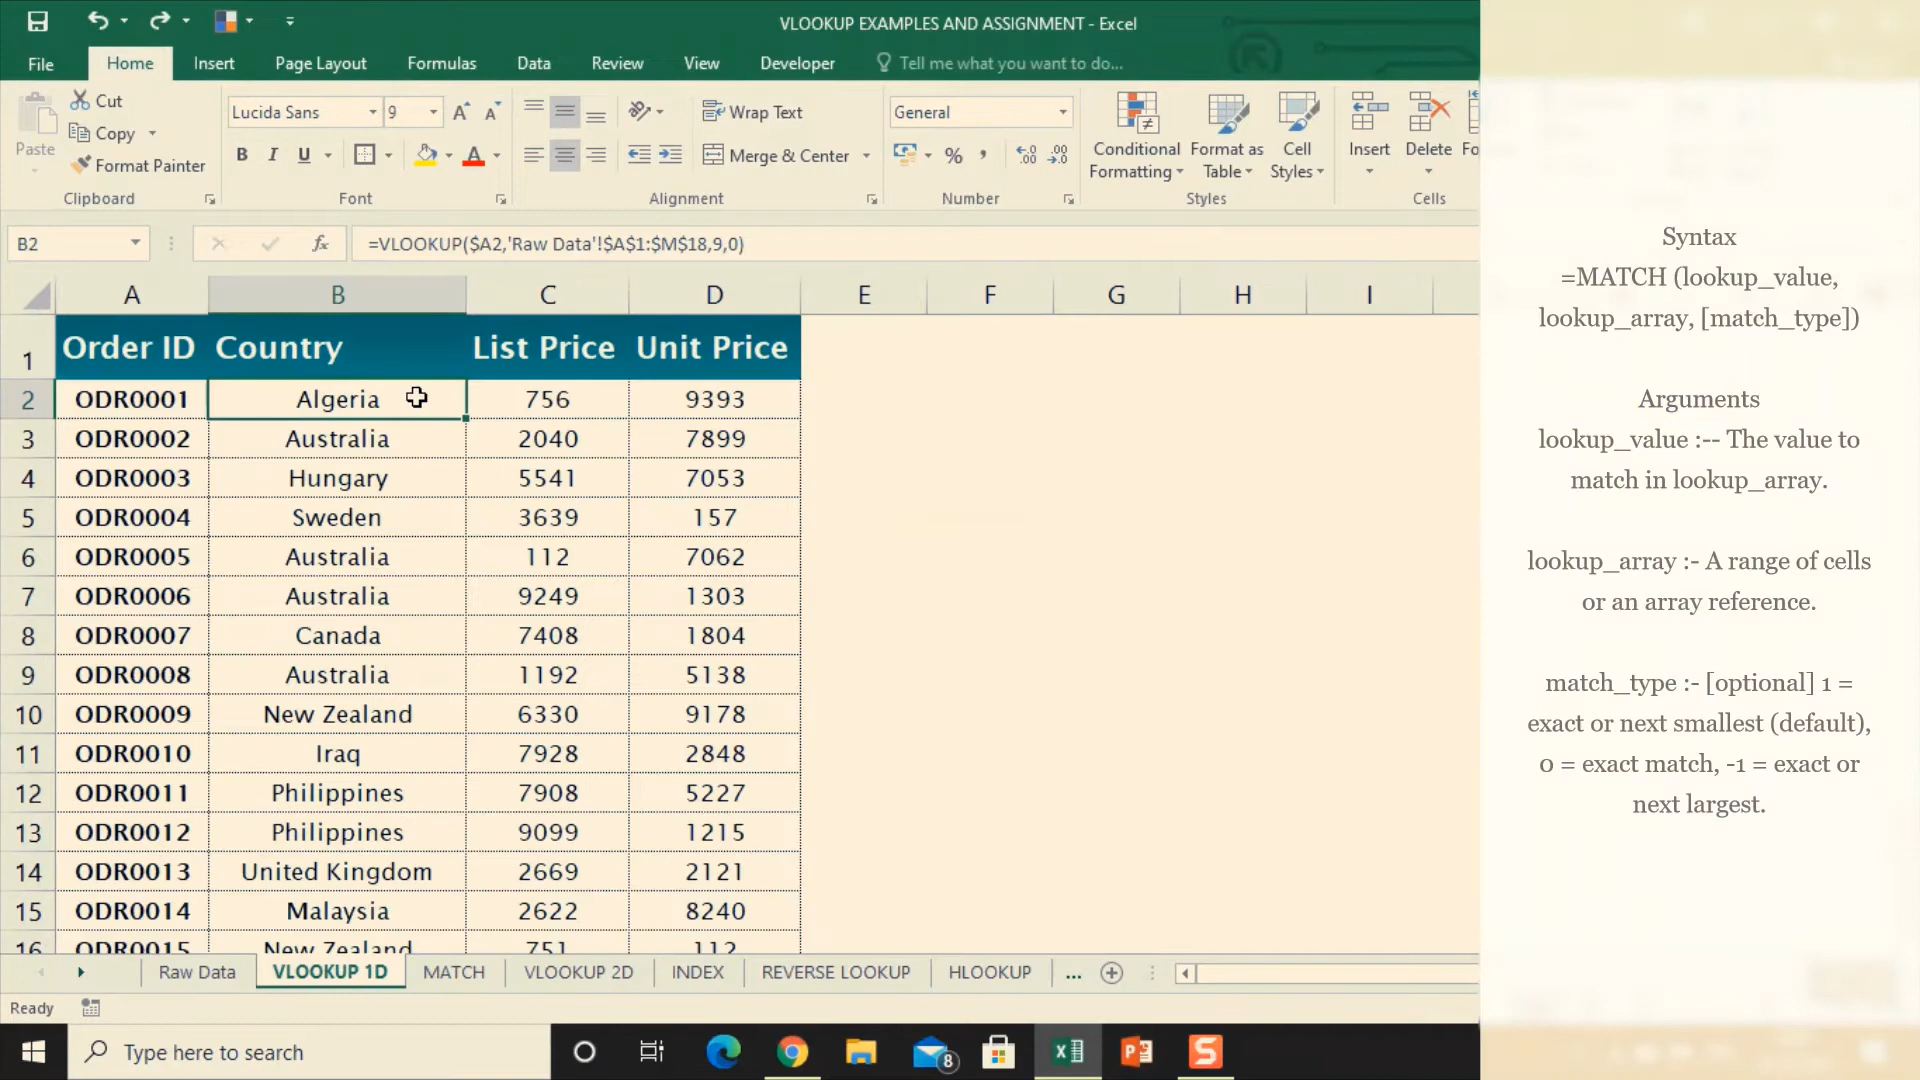 VLOOKUP EXAMPLES AND ASSIGNMENT - Excel
File Home Insert Page Layout Formulas Data Review View Developer Tell me what you want to do...
Paste
Cut
Copy
Format Painter
Clipboard
Lucida Sans 9
B I U
Font
Wrap Text
Merge & Center
Alignment
General
%
Number
Conditional Formatting
Format as Table
Cell Styles
Styles
Insert Delete Fo
Cells
B2 fx =VLOOKUP($A2,'Raw Data'!$A$1:$M$18,9,0)
A B C D E F G H I
1 Order ID Country List Price Unit Price
2 ODR0001 Algeria 756 9393
3 ODR0002 Australia 2040 7899
4 ODR0003 Hungary 5541 7053
5 ODR0004 Sweden 3639 157
6 ODR0005 Australia 112 7062
7 ODR0006 Australia 9249 1303
8 ODR0007 Canada 7408 1804
9 ODR0008 Australia 1192 5138
10 ODR0009 New Zealand 6330 9178
11 ODR0010 Iraq 7928 2848
12 ODR0011 Philippines 7908 5227
13 ODR0012 Philippines 9099 1215
14 ODR0013 United Kingdom 2669 2121
15 ODR0014 Malaysia 2622 8240
16 ODR0015 New Zealand 751 112
Raw Data VLOOKUP 1D MATCH VLOOKUP 2D INDEX REVERSE LOOKUP HLOOKUP ...
Ready
Type here to search
8
Syntax
=MATCH (lookup_value,
lookup_array, [match_type])
Arguments
lookup_value :-- The value to
match in lookup_array.
lookup_array :- A range of cells
or an array reference.
match_type :- [optional] 1 =
exact or next smallest (default),
0 = exact match, -1 = exact or
next largest.